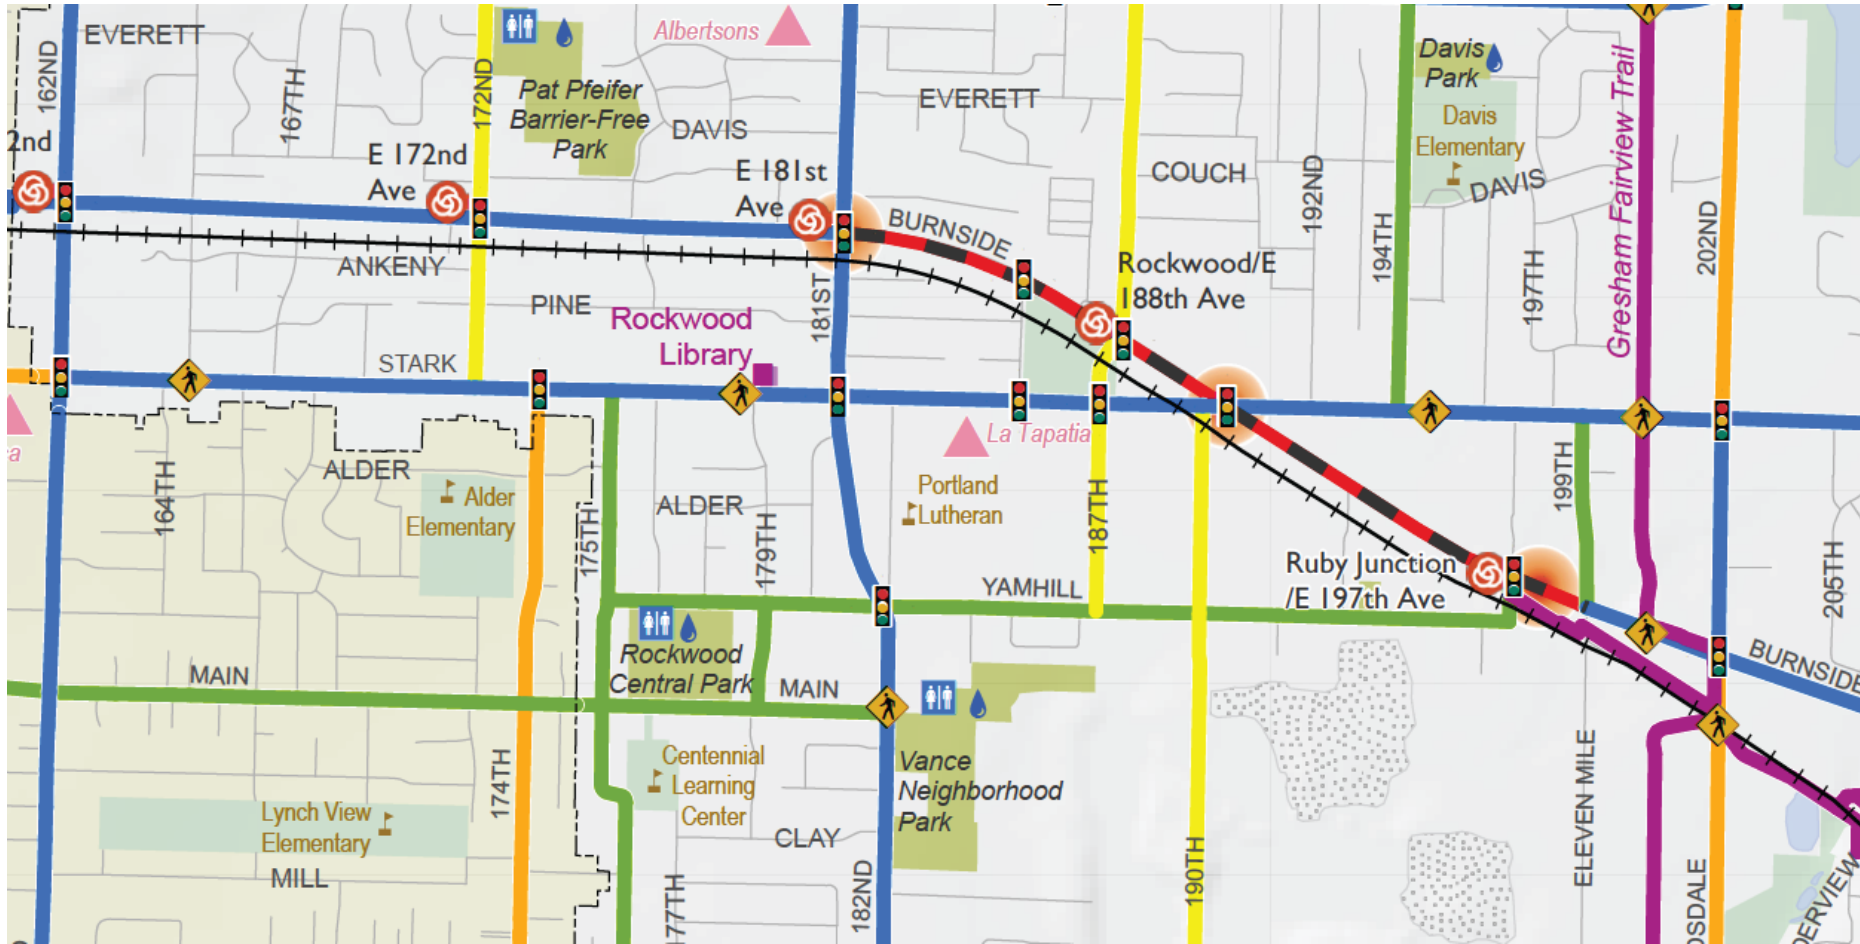 EVERETT
162ND
167TH
172ND
Pat Pfeifer
Barrier-Free
Park
Albertsons
DAVIS
EVERETT
COUCH
192ND
194TH
Davis
Park
Davis
Elementary
DAVIS
197TH
Gresham Fairview Trail
202ND
2nd
E 172nd
Ave
E 181st
Ave
BURNSIDE
Rockwood/E
188th Ave
ANKENY
PINE
181ST
Rockwood
Library
STARK
La Tapatia
ALDER
164TH
Alder
Elementary
175TH
ALDER
179TH
Portland
Lutheran
187TH
199TH
205TH
YAMHILL
Ruby Junction
/E 197th Ave
Rockwood
Central Park
MAIN
MAIN
BURNSIDE
174TH
Centennial
Learning
Center
Vance
Neighborhood
Park
Lynch View
Elementary
MILL
CLAY
177TH
182ND
190TH
ELEVEN MILE
OSDALE
DERVIEW